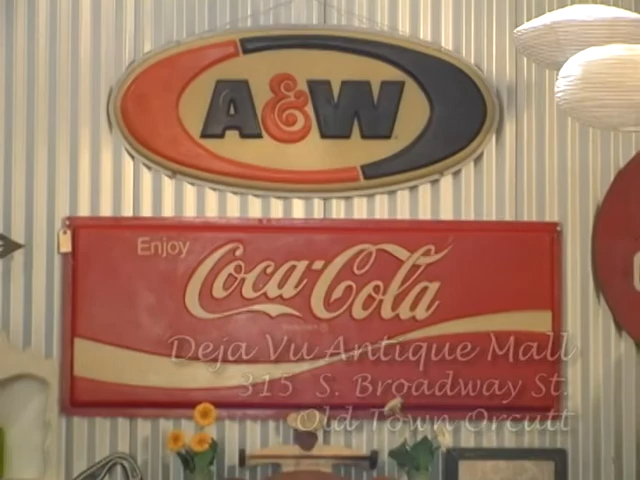 A&W
Enjoy
Coca-Cola
Deja Vu Antique Mall
315 S. Broadway St.
Old Town Orcutt